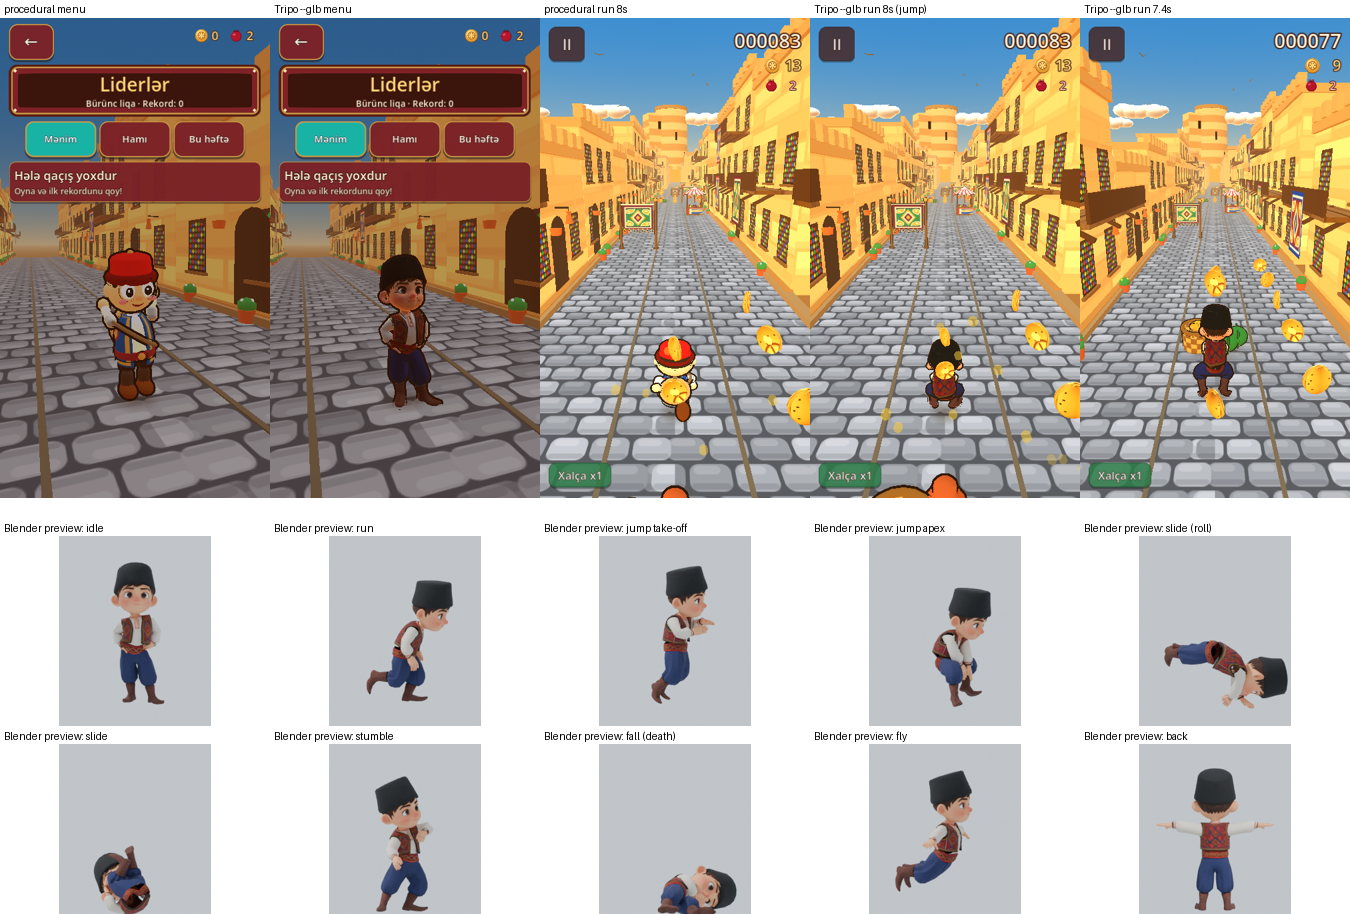 procedural menu
Tripo --glb menu
procedural run 8s
Tripo --glb run 8s (jump)
Tripo --glb run 7.4s
←
0
2
Liderlər
Bürünc liqa · Rekord: 0
Mənim
Hamı
Bu həftə
Hələ qaçış yoxdur
Oyna və ilk rekordunu qoy!
←
0
2
Liderlər
Bürünc liqa · Rekord: 0
Mənim
Hamı
Bu həftə
Hələ qaçış yoxdur
Oyna və ilk rekordunu qoy!
000083
13
2
Xalça x1
000083
13
2
Xalça x1
000077
9
2
Xalça x1
Blender preview: idle
Blender preview: run
Blender preview: jump take-off
Blender preview: jump apex
Blender preview: slide (roll)
Blender preview: slide
Blender preview: stumble
Blender preview: fall (death)
Blender preview: fly
Blender preview: back